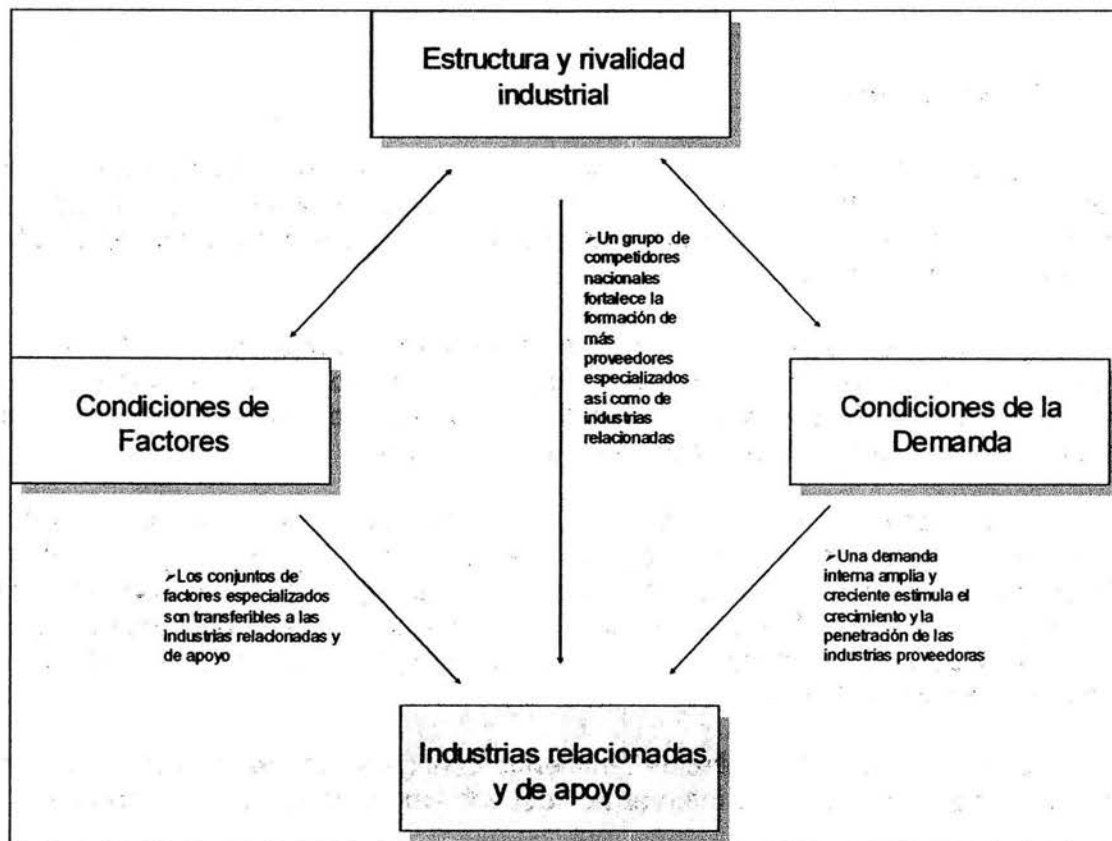 Estructura y rivalidad
industrial
➢Un grupo de
competidores
nacionales
fortalece la
formación de
más
proveedores
especializados
así como de
industrias
relacionadas
Condiciones de
Factores
Condiciones de la
Demanda
➢Los conjuntos de
factores especializados
son transferibles a las
industrias relacionadas y
de apoyo
➢Una demanda
interna amplia y
creciente estimula el
crecimiento y la
penetración de las
industrias proveedoras
Industrias relacionadas
y de apoyo